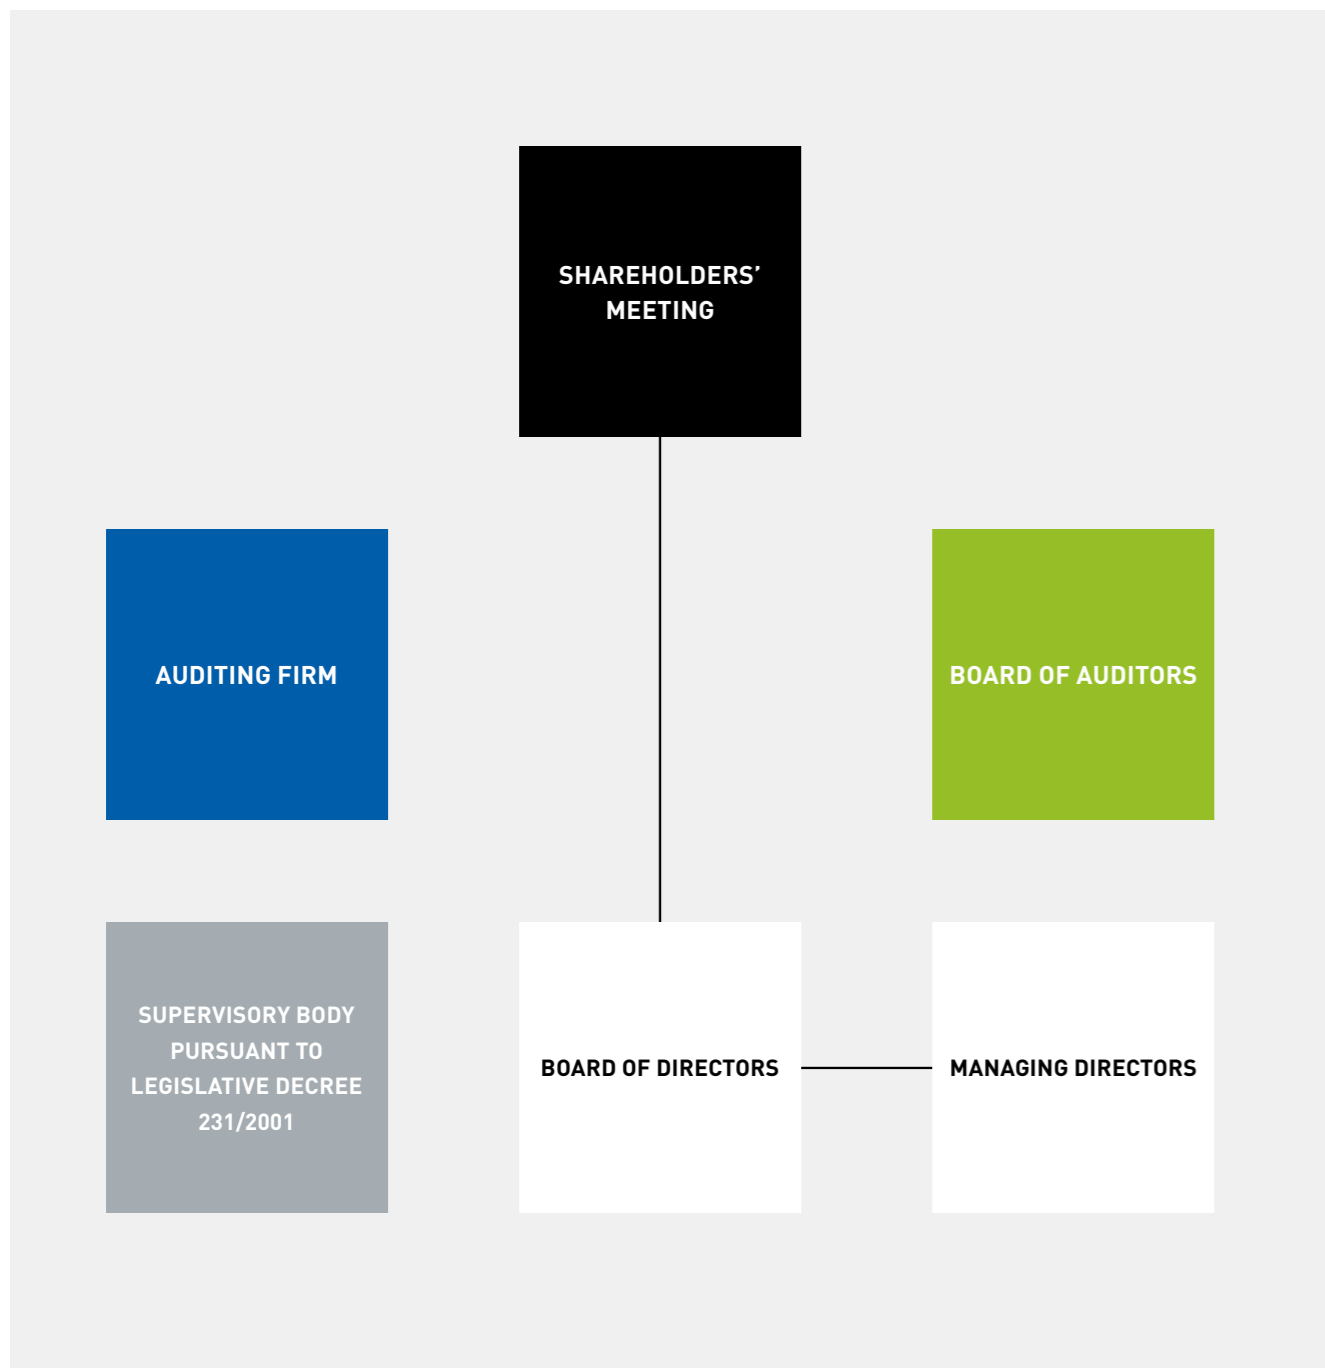 SHAREHOLDERS’
MEETING
AUDITING FIRM
BOARD OF AUDITORS
SUPERVISORY BODY
PURSUANT TO
LEGISLATIVE DECREE
231/2001
BOARD OF DIRECTORS
MANAGING DIRECTORS